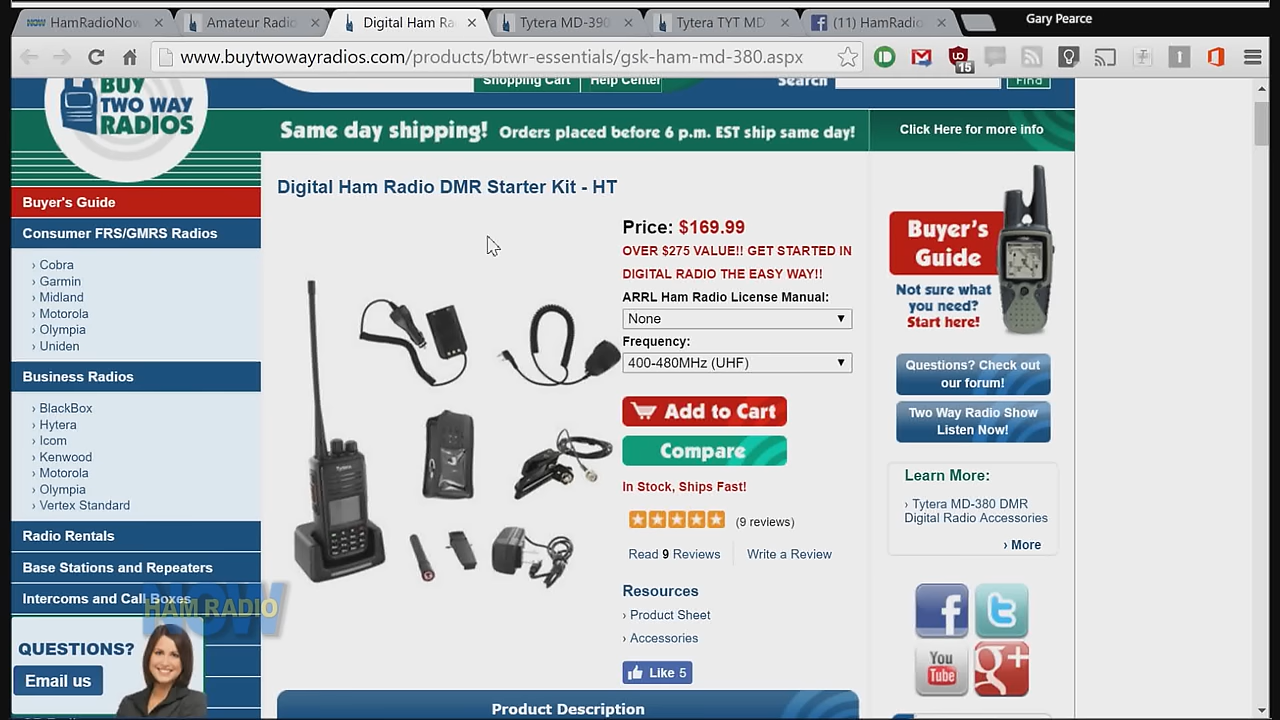 HamRadioNow
Amateur Radio
Digital Ham Ra
Tytera MD-390
Tytera TYT MD
(11) HamRadio
Gary Pearce
www.buytwowayradios.com/products/btwr-essentials/gsk-ham-md-380.aspx
15
BUY
TWO WAY
RADIOS
Shopping Cart
Help Center
Search
Find
Same day shipping! Orders placed before 6 p.m. EST ship same day!
Click Here for more info
Buyer's Guide
Consumer FRS/GMRS Radios
› Cobra
› Garmin
› Midland
› Motorola
› Olympia
› Uniden
Business Radios
› BlackBox
› Hytera
› Icom
› Kenwood
› Motorola
› Olympia
› Vertex Standard
Radio Rentals
Base Stations and Repeaters
Intercoms and Call Boxes
NOW
HAM RADIO
QUESTIONS?
Email us
Digital Ham Radio DMR Starter Kit - HT
Price: $169.99
OVER $275 VALUE!! GET STARTED IN
DIGITAL RADIO THE EASY WAY!!
ARRL Ham Radio License Manual:
None
Frequency:
400-480MHz (UHF)
Add to Cart
Compare
In Stock, Ships Fast!
(9 reviews)
Read 9 Reviews
Write a Review
Resources
› Product Sheet
› Accessories
Like 5
Product Description
Buyer's
Guide
Not sure what
you need?
Start here!
Questions? Check out
our forum!
Two Way Radio Show
Listen Now!
Learn More:
› Tytera MD-380 DMR
Digital Radio Accessories
› More
You
Tube